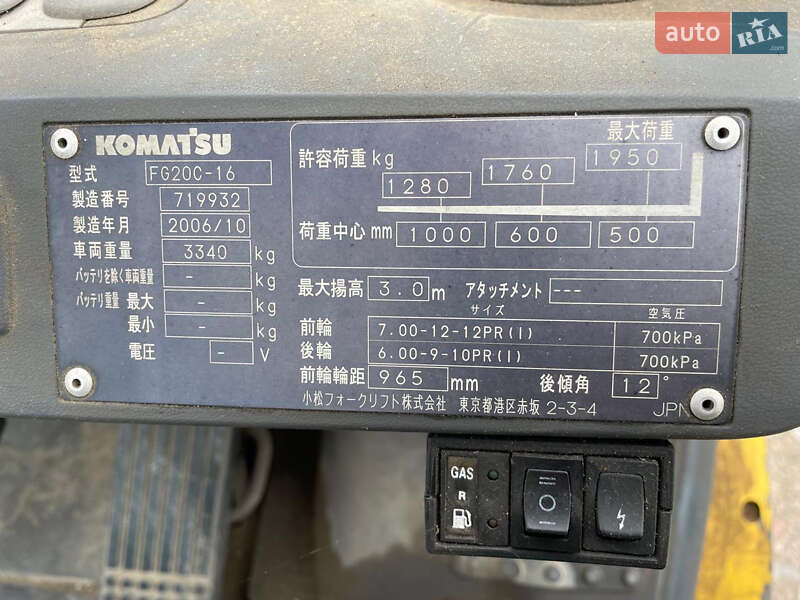 auto RIA.com
KOMATSU
型式 FG20C-16
製造番号 719932
製造年月 2006/10
車両重量 3340 kg
バッテリを除く車両重量 - kg
バッテリ重量 最大 - kg
最小 - kg
電圧 - V
最大荷重
許容荷重 kg 1280 1760 1950
荷重中心 mm 1000 600 500
最大揚高 3.0 m アタッチメント ---
サイズ 空気圧
前輪 7.00-12-12PR(I) 700kPa
後輪 6.00-9-10PR(I) 700kPa
前輪輪距 965 mm 後傾角 12°
小松フォークリフト株式会社 東京都港区赤坂 2-3-4 JPN
GAS
R